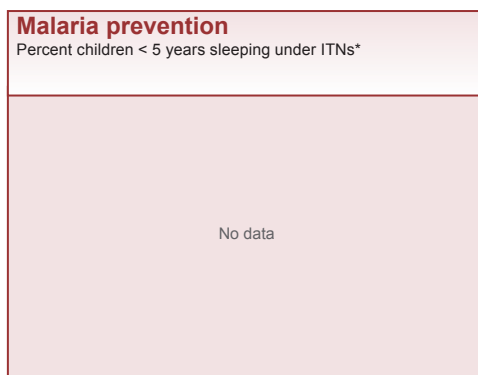 Malaria prevention
Percent children < 5 years sleeping under ITNs*
No data